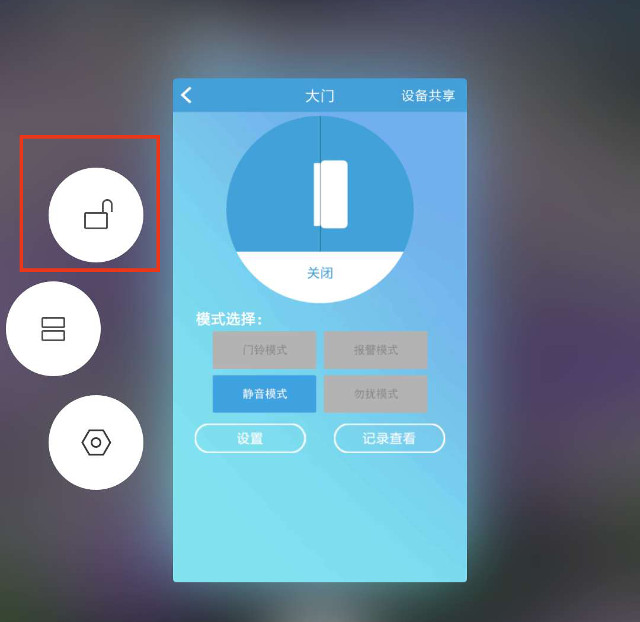 大门
设备共享
关闭
模式选择：
门铃模式
报警模式
静音模式
勿扰模式
设置
记录查看